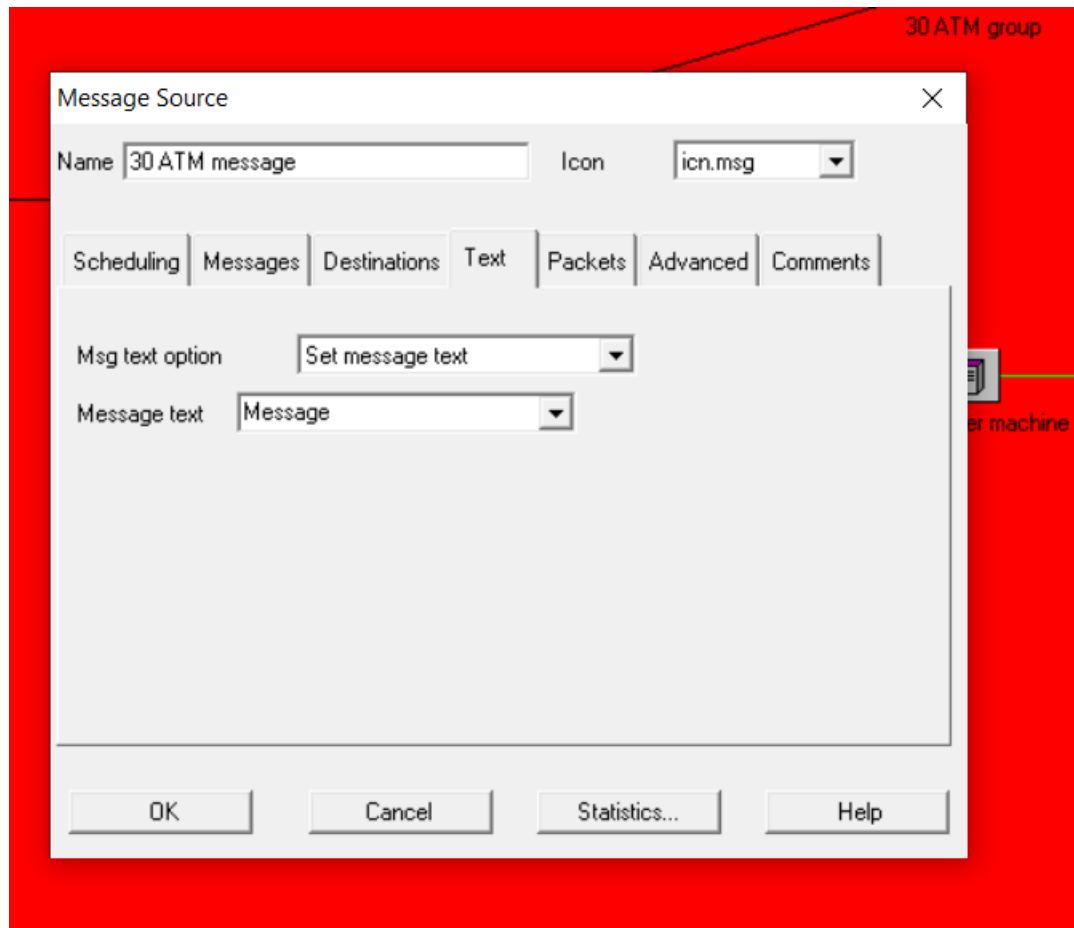 30 ATM group
Message Source
Name 30 ATM message Icon icn.msg
Scheduling Messages Destinations Text Packets Advanced Comments
Msg text option Set message text
Message text Message
er machine
OK Cancel Statistics... Help